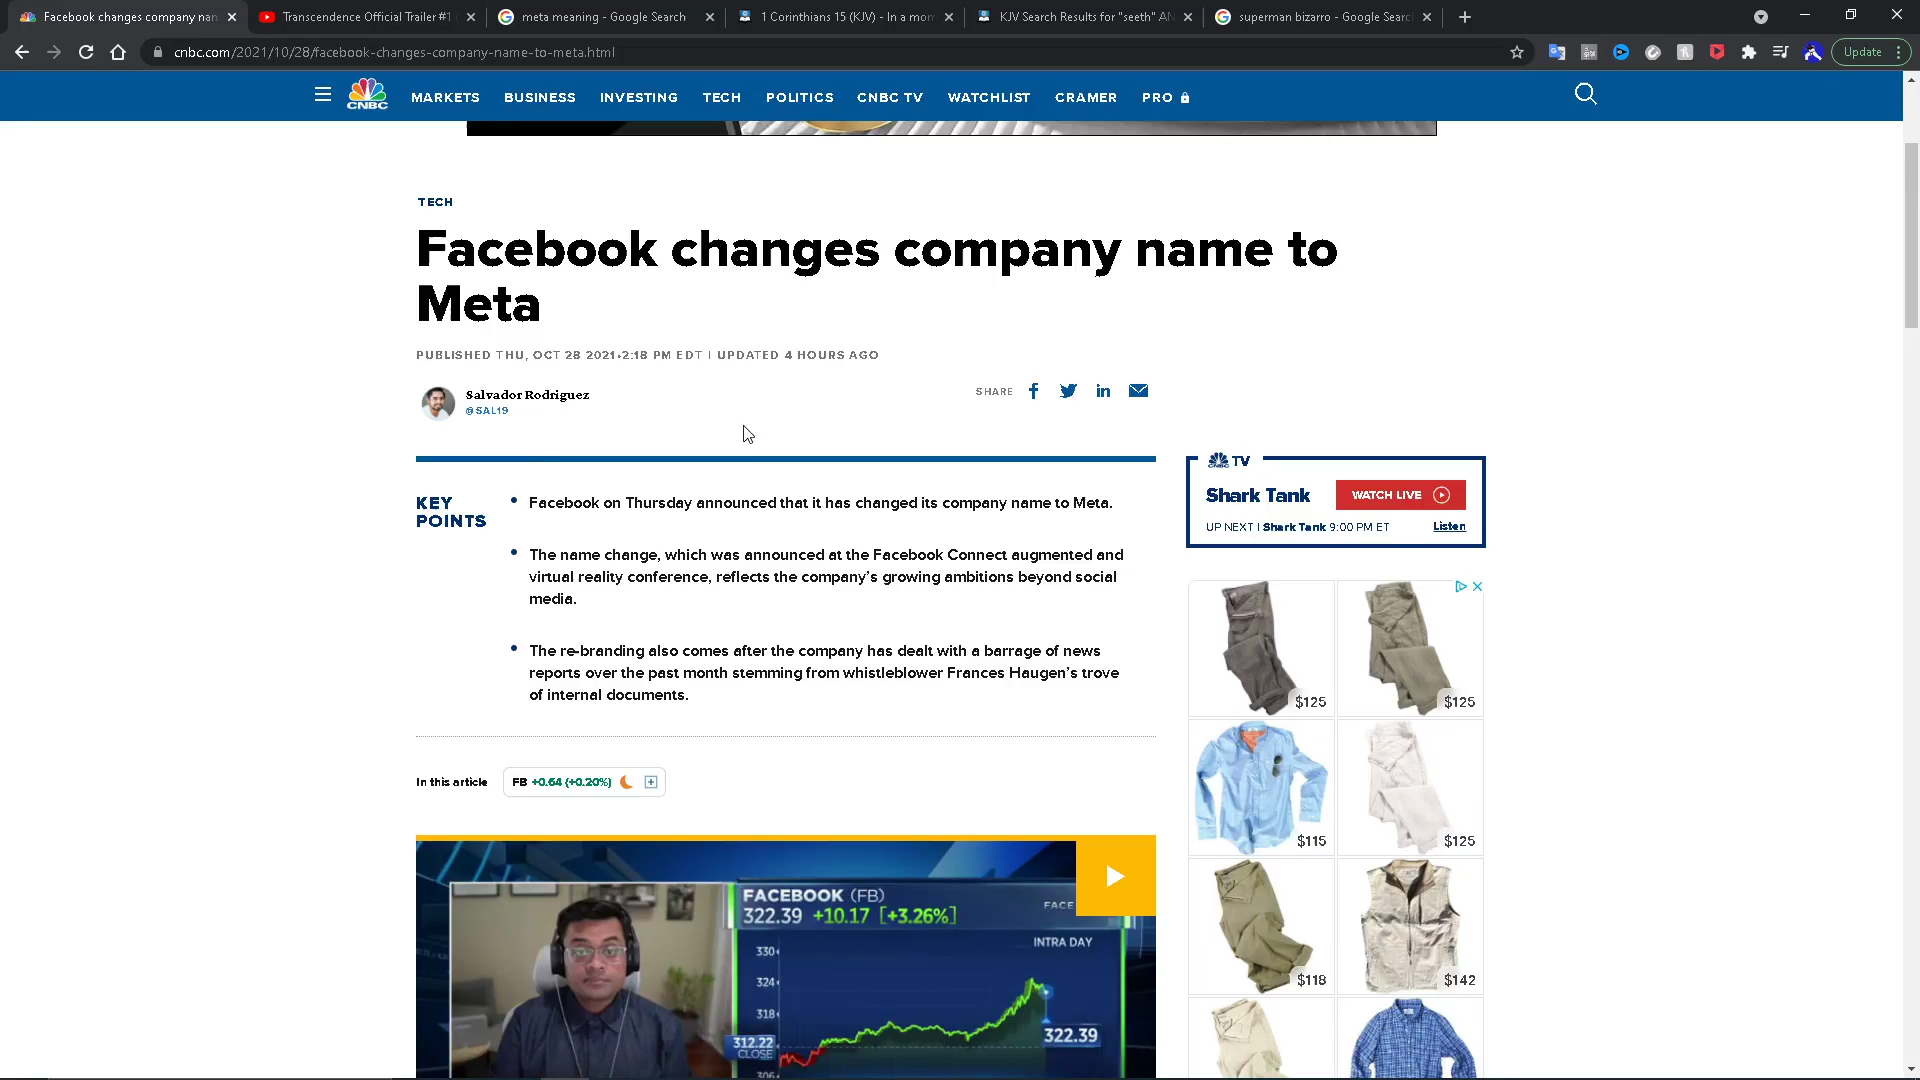 Facebook changes company nam
Transcendence Official Trailer #1
meta meaning - Google Search
1 Corinthians 15 (KJV) - In a mom
KJV Search Results for "seeth" AN
superman bizarro - Google Search
cnbc.com/2021/10/28/facebook-changes-company-name-to-meta.html
Update
CNBC
MARKETS BUSINESS INVESTING TECH POLITICS CNBC TV WATCHLIST CRAMER PRO
TECH
Facebook changes company name to
Meta
PUBLISHED THU, OCT 28 2021•2:18 PM EDT | UPDATED 4 HOURS AGO
Salvador Rodriguez
@SAL19
SHARE
KEY
POINTS
• Facebook on Thursday announced that it has changed its company name to Meta.
• The name change, which was announced at the Facebook Connect augmented and
virtual reality conference, reflects the company's growing ambitions beyond social
media.
• The re-branding also comes after the company has dealt with a barrage of news
reports over the past month stemming from whistleblower Frances Haugen's trove
of internal documents.
In this article
FB +0.64 (+0.20%)
FACEBOOK (FB)
322.39 +10.17 [+3.26%]
FACE
INTRA DAY
330
324
318
322.39
312.22
CLOSE
306
CNBC TV
Shark Tank
WATCH LIVE
UP NEXT | Shark Tank 9:00 PM ET
Listen
$125
$125
$115
$125
$118
$142